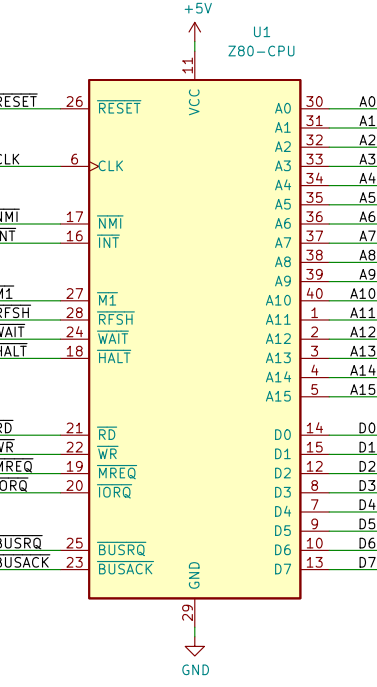 +5V
U1
Z80-CPU
11
VCC
RESET 26 RESET A0 30 A0
A1 31 A1
A2 32 A2
CLK 6 CLK A3 33 A3
A4 34 A4
A5 35 A5
NMI 17 NMI A6 36 A6
INT 16 INT A7 37 A7
A8 38 A8
A9 39 A9
M1 27 M1 A10 40 A10
RFSH 28 RFSH A11 1 A11
WAIT 24 WAIT A12 2 A12
HALT 18 HALT A13 3 A13
A14 4 A14
A15 5 A15
RD 21 RD D0 14 D0
WR 22 WR D1 15 D1
MREQ 19 MREQ D2 12 D2
IORQ 20 IORQ D3 8 D3
D4 7 D4
D5 9 D5
BUSRQ 25 BUSRQ D6 10 D6
BUSACK 23 BUSACK D7 13 D7
GND
29
GND